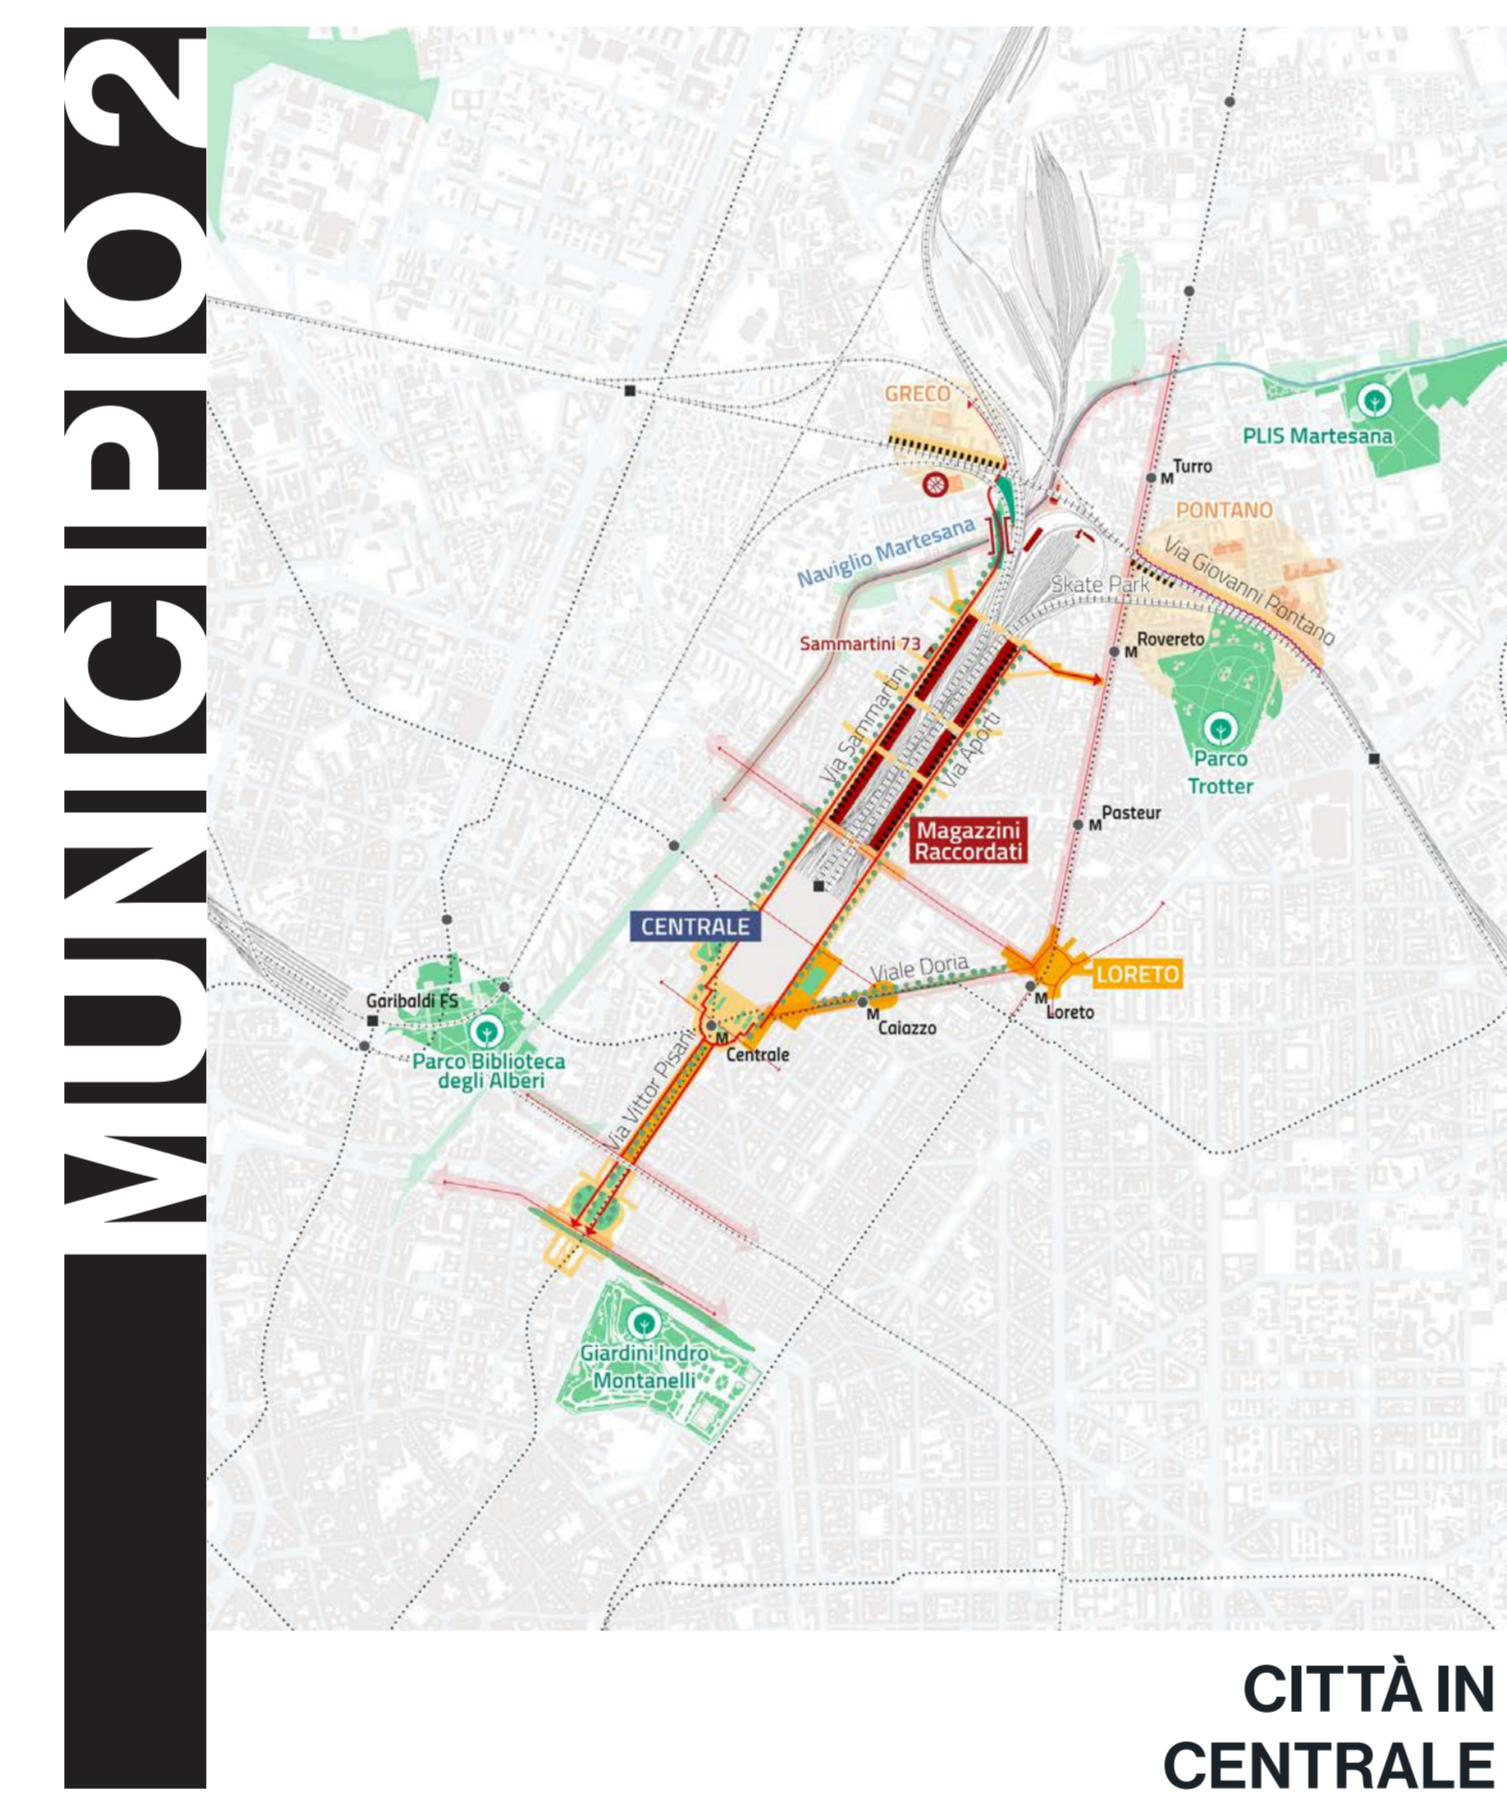 MUNICIPIO 2
GRECO
PLIS Martesana
M Turro
PONTANO
Via Giovanni Pontano
Naviglio Martesana
Skate Park
Sammartini 73
M Rovereto
Via Sammartini
Via Aporti
Parco
Trotter
M Pasteur
Magazzini
Raccordati
CENTRALE
Viale Doria
LORETO
Garibaldi FS
M
Loreto
M
Caiazzo
M
Centrale
Parco Biblioteca
degli Alberi
Via Vittor Pisani
Giardini Indro
Montanelli
CITTÀ IN
CENTRALE